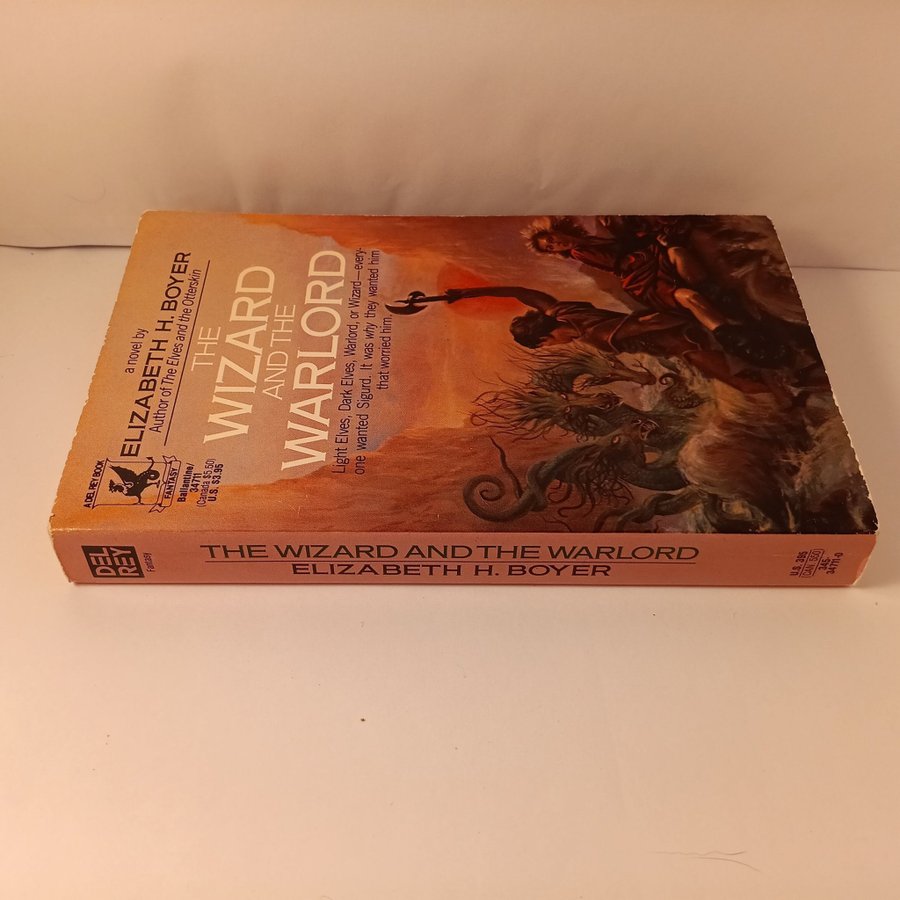 a novel by
ELIZABETH H. BOYER
Author of The Elves and the Otterskin
THE
WIZARD
AND THE
WARLORD
Light Elves, Dark Elves, Warlord, or Wizard—every-
one wanted Sigurd. It was why they wanted him
that worried him.
A DEL REY BOOK
FANTASY
Ballantine/
34711
(Canada $5.50)
U.S. $3.95
DEL
REY
Fantasy
THE WIZARD AND THE WARLORD
ELIZABETH H. BOYER
U.S. 395
345-
34711-0